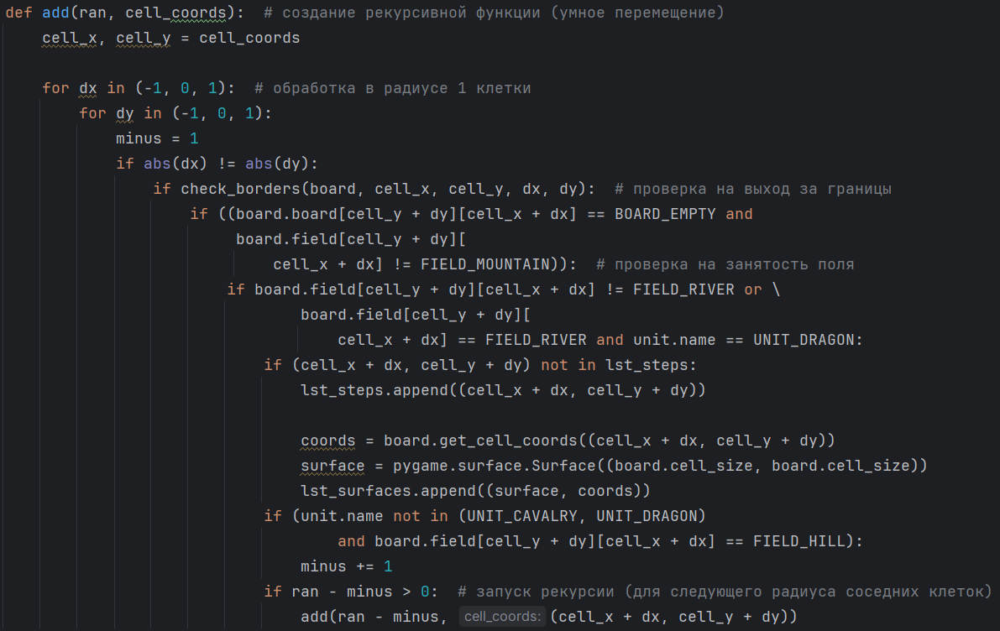 def add(ran, cell_coords):  # создание рекурсивной функции (умное перемещение)
    cell_x, cell_y = cell_coords

    for dx in (-1, 0, 1):  # обработка в радиусе 1 клетки
        for dy in (-1, 0, 1):
            minus = 1
            if abs(dx) != abs(dy):
                if check_borders(board, cell_x, cell_y, dx, dy):  # проверка на выход за границы
                    if ((board.board[cell_y + dy][cell_x + dx] == BOARD_EMPTY and
                         board.field[cell_y + dy][
                             cell_x + dx] != FIELD_MOUNTAIN)):  # проверка на занятость поля
                        if board.field[cell_y + dy][cell_x + dx] != FIELD_RIVER or \
                                board.field[cell_y + dy][
                                    cell_x + dx] == FIELD_RIVER and unit.name == UNIT_DRAGON:
                            if (cell_x + dx, cell_y + dy) not in lst_steps:
                                lst_steps.append((cell_x + dx, cell_y + dy))

                                coords = board.get_cell_coords((cell_x + dx, cell_y + dy))
                                surface = pygame.surface.Surface((board.cell_size, board.cell_size))
                                lst_surfaces.append((surface, coords))
                            if (unit.name not in (UNIT_CAVALRY, UNIT_DRAGON)
                                    and board.field[cell_y + dy][cell_x + dx] == FIELD_HILL):
                                minus += 1
                            if ran - minus > 0:  # запуск рекурсии (для следующего радиуса соседних клеток)
                                add(ran - minus, cell_coords: (cell_x + dx, cell_y + dy))